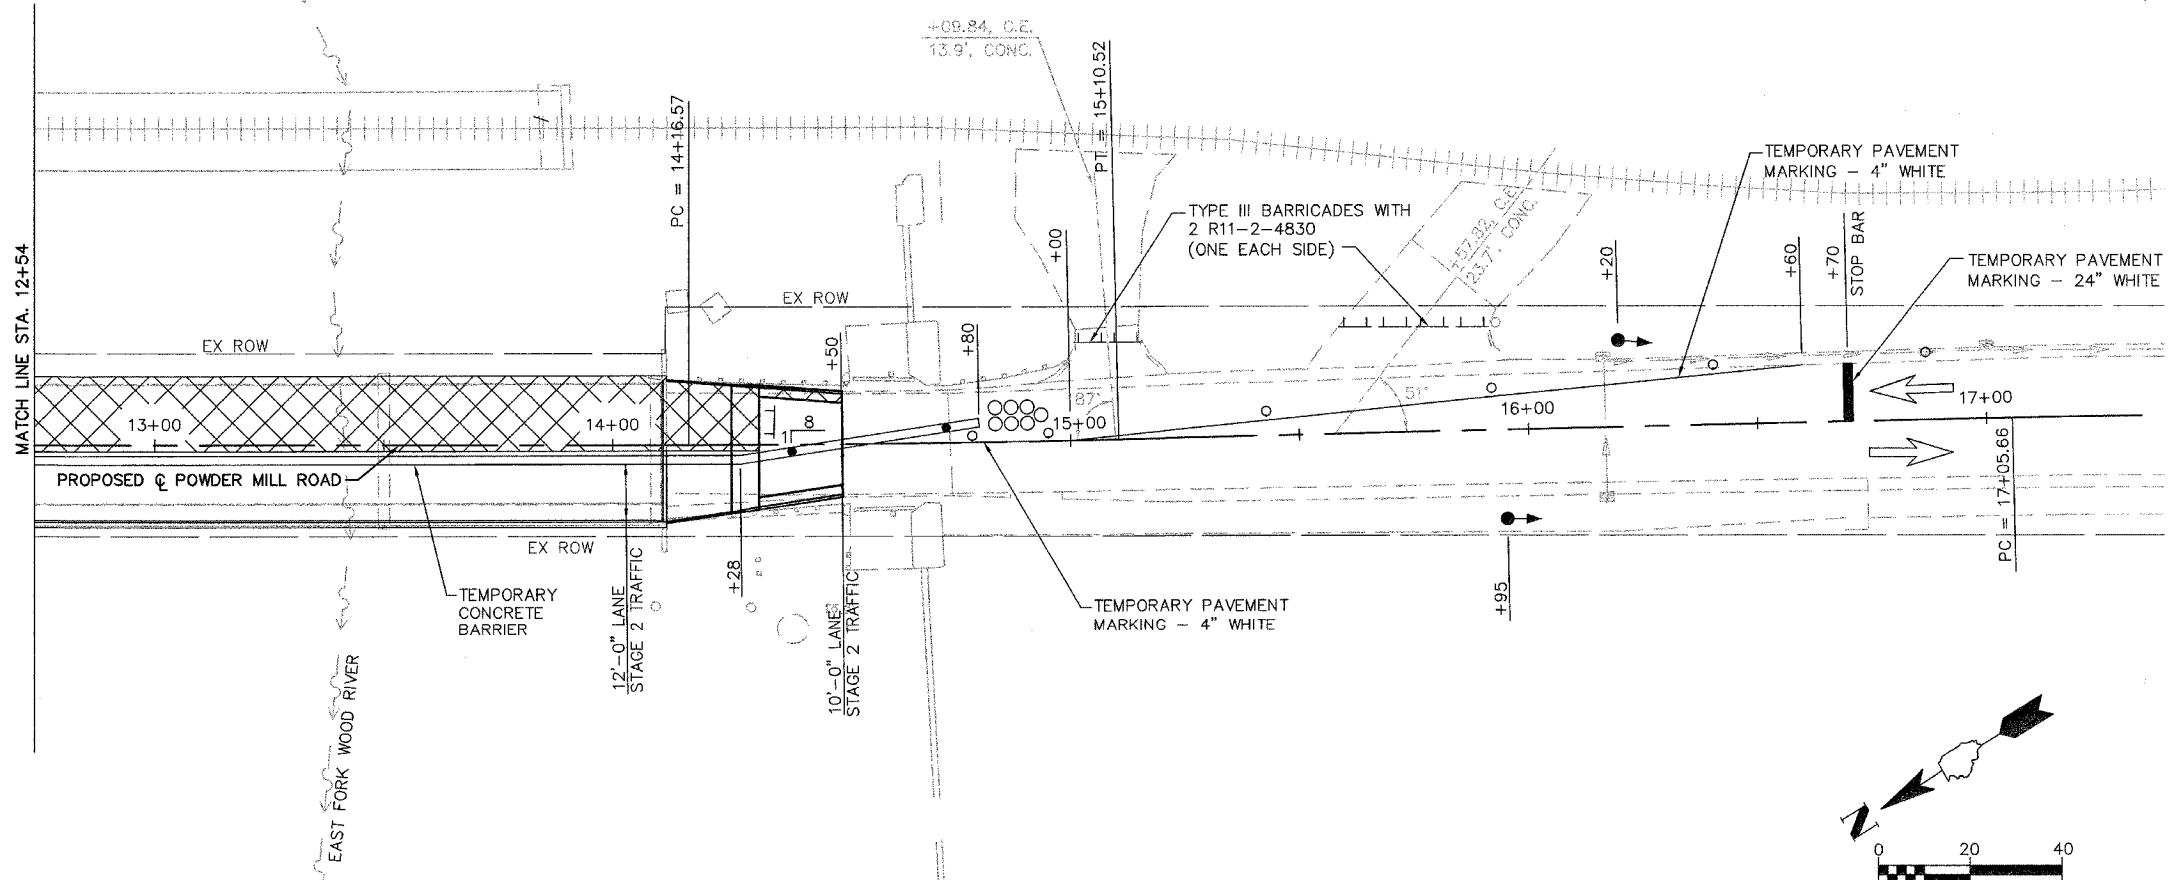 +09.84, C.E.
13.9', CONC.
PT = 15+10.52
PC = 14+16.57
TEMPORARY PAVEMENT
MARKING – 4" WHITE
TYPE III BARRICADES WITH
2 R11-2-4830
(ONE EACH SIDE)
+57.82, C.E.
23.7', CONC.
+00
+20
+60
+70
STOP BAR
TEMPORARY PAVEMENT
MARKING – 24" WHITE
MATCH LINE STA. 12+54
EX ROW
EX ROW
+50
+80
87°
51°
13+00
14+00
1
8
15+00
16+00
17+00
PROPOSED ℄ POWDER MILL ROAD
PC = 17+05.66
EX ROW
+28
+95
TEMPORARY
CONCRETE
BARRIER
12'-0" LANE
STAGE 2 TRAFFIC
10'-0" LANE
STAGE 2 TRAFFIC
TEMPORARY PAVEMENT
MARKING – 4" WHITE
EAST FORK WOOD RIVER
N
0 20 40